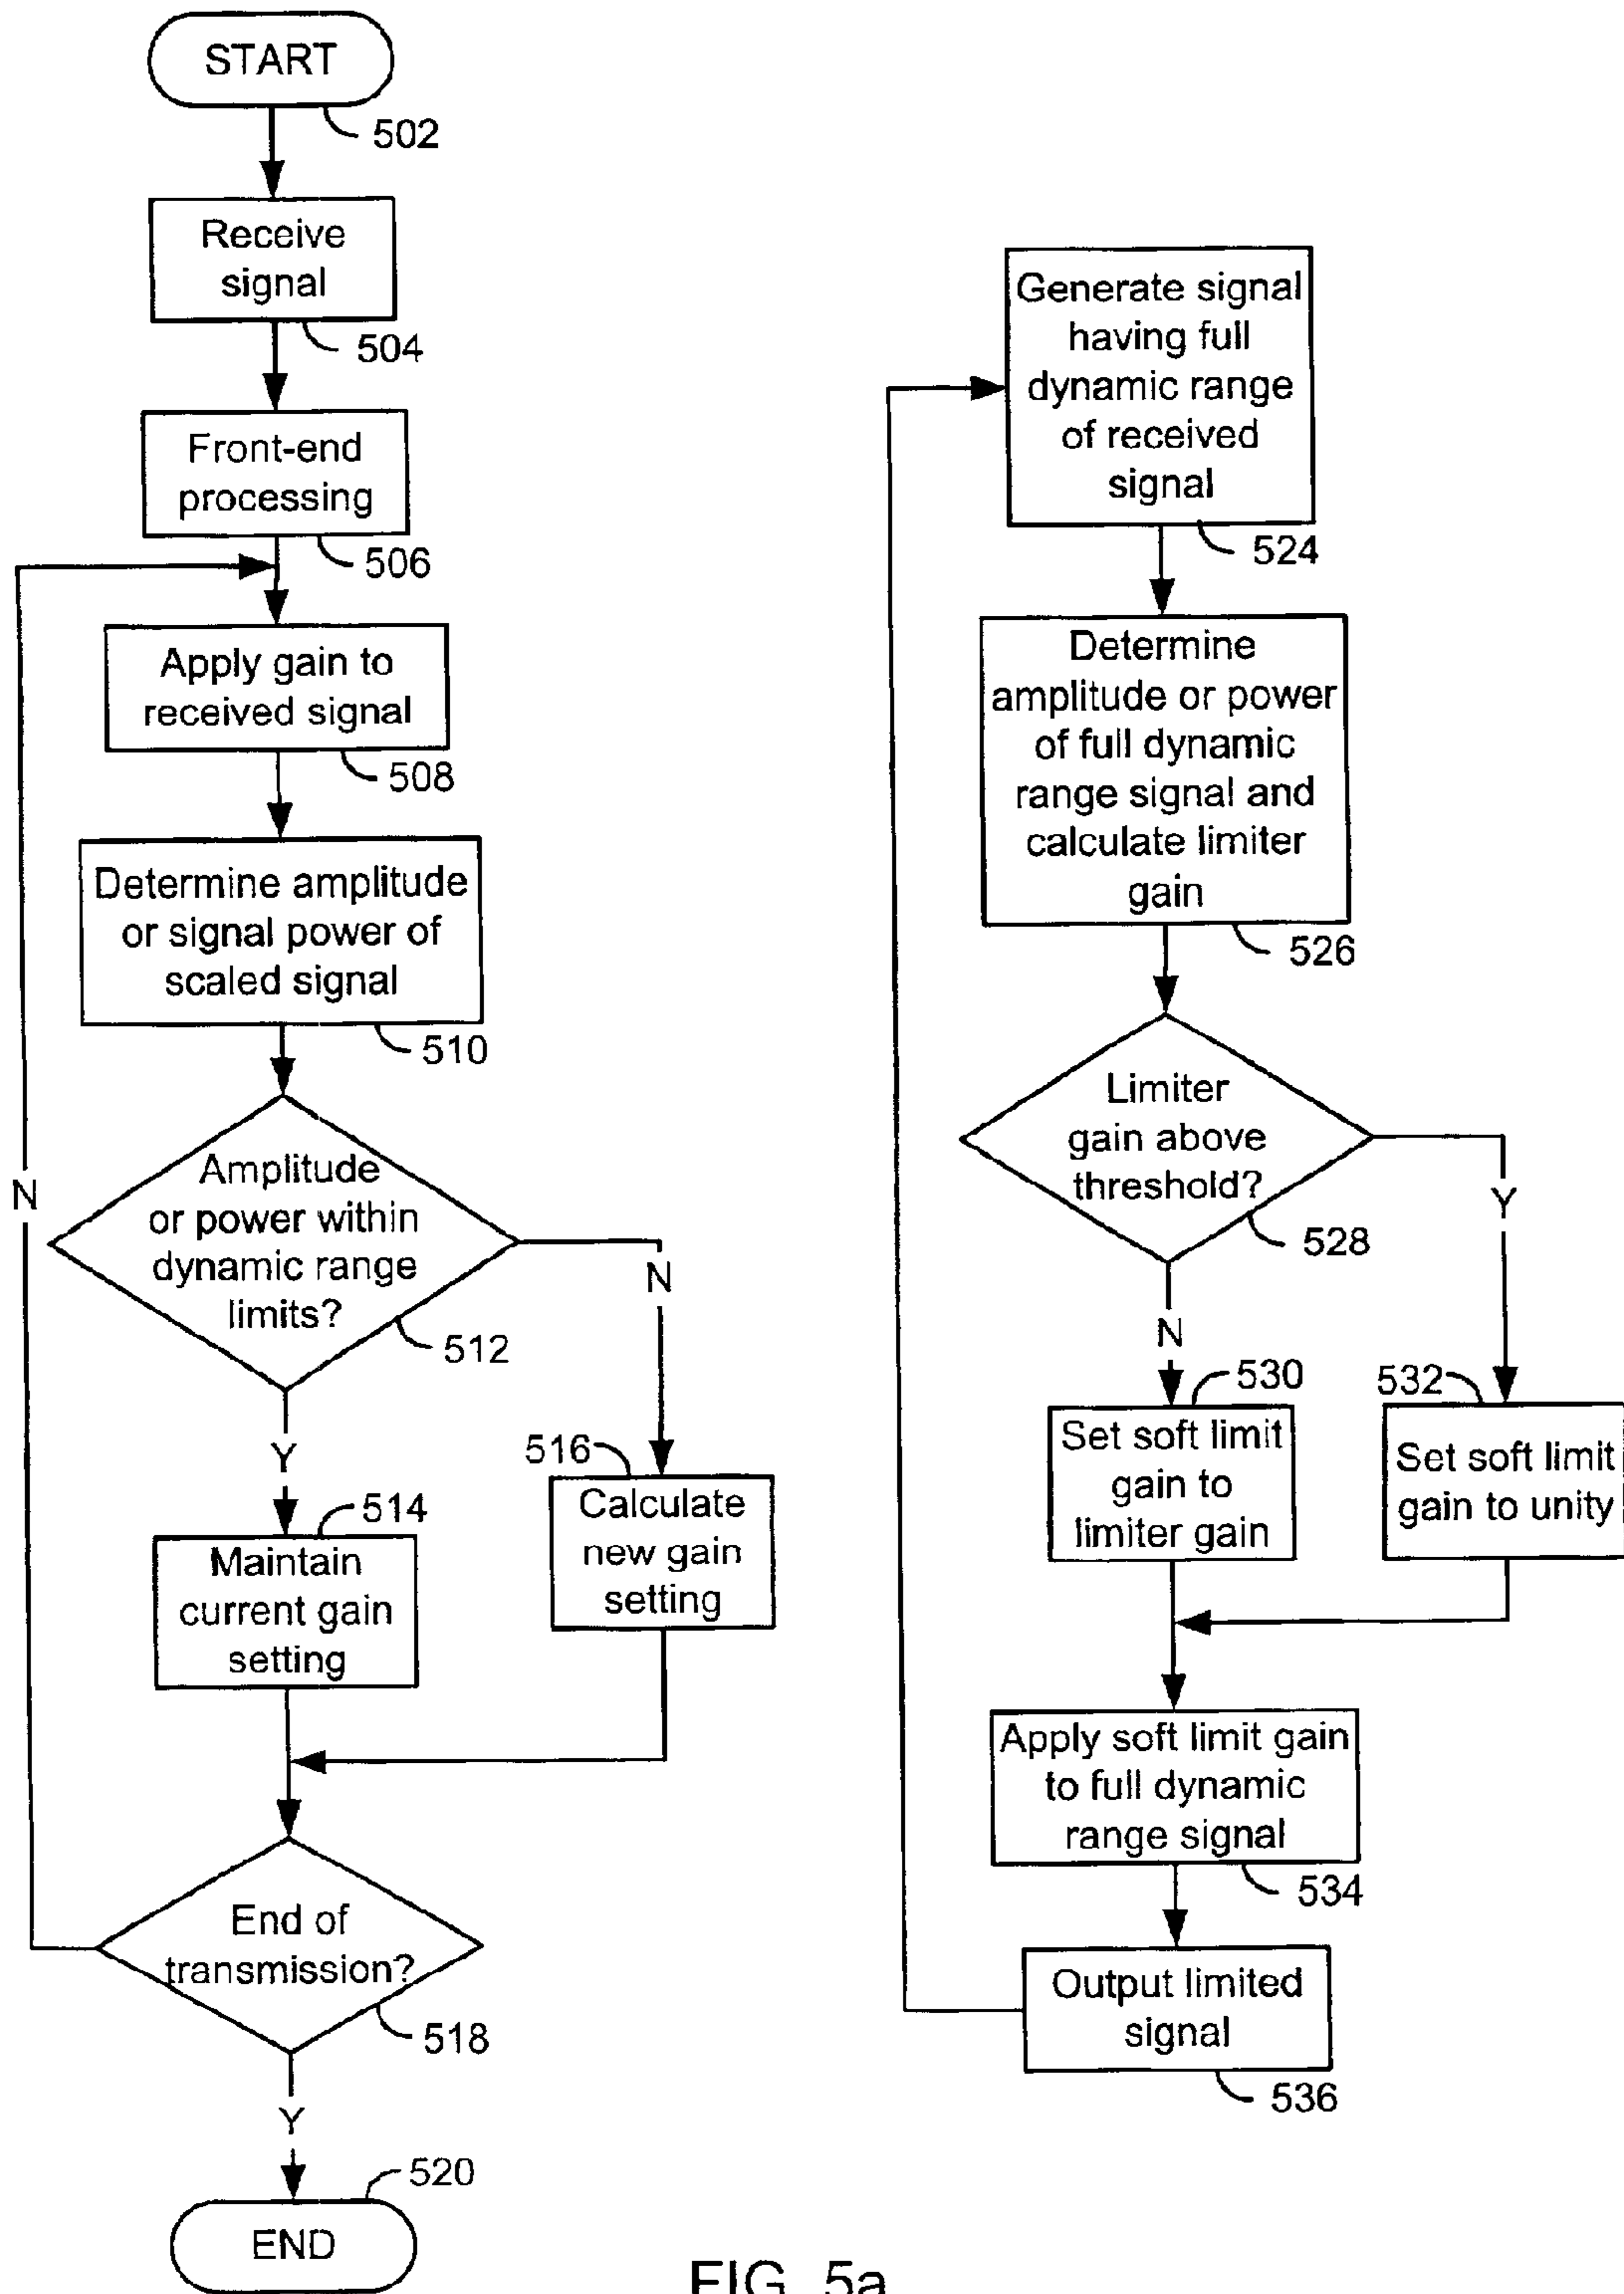 START
502
Receive
signal
504
Front-end
processing
506
Apply gain to
received signal
508
Determine amplitude
or signal power of
scaled signal
510
Amplitude
or power within
dynamic range
limits?
512
N
N
Y
514
Maintain
current gain
setting
516
Calculate
new gain
setting
End of
transmission?
518
Y
520
END
Generate signal
having full
dynamic range
of received
signal
524
Determine
amplitude or power
of full dynamic
range signal and
calculate limiter
gain
526
Limiter
gain above
threshold?
528
Y
N
530
Set soft limit
gain to
limiter gain
532
Set soft limit
gain to unity
Apply soft limit gain
to full dynamic
range signal
534
Output limited
signal
536
FIG. 5a